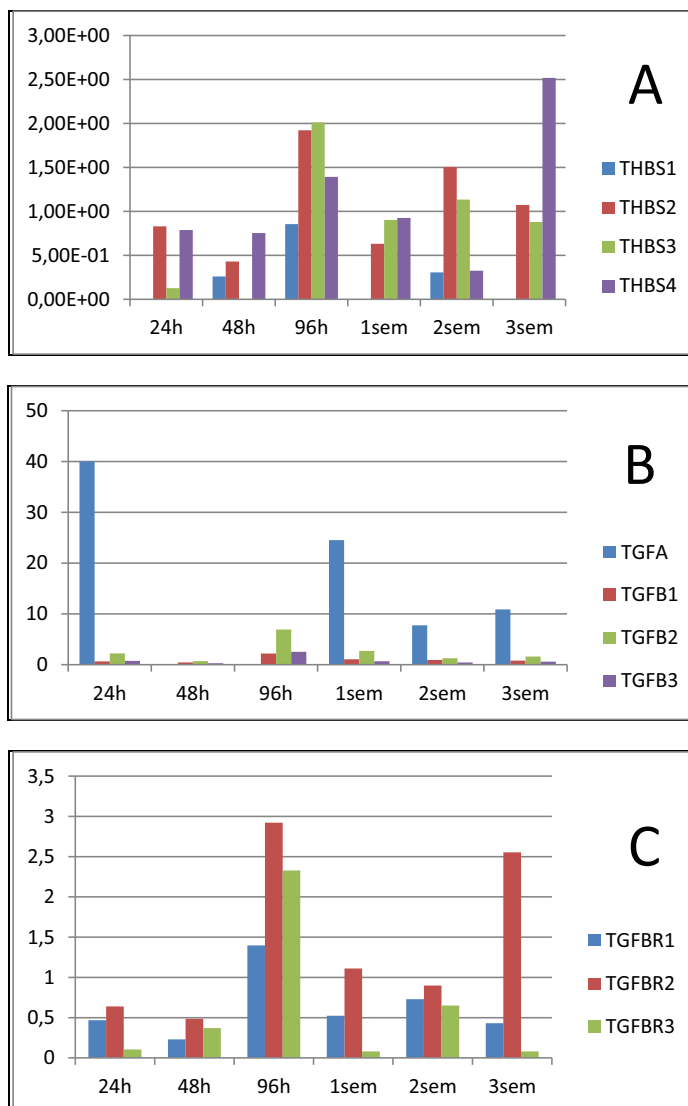 3,00E+00
2,50E+00
2,00E+00
1,50E+00
1,00E+00
5,00E-01
0,00E+00
24h 48h 96h 1sem 2sem 3sem
A
THBS1
THBS2
THBS3
THBS4
50
40
30
20
10
0
24h 48h 96h 1sem 2sem 3sem
B
TGFA
TGFB1
TGFB2
TGFB3
3,5
3
2,5
2
1,5
1
0,5
0
24h 48h 96h 1sem 2sem 3sem
C
TGFBR1
TGFBR2
TGFBR3